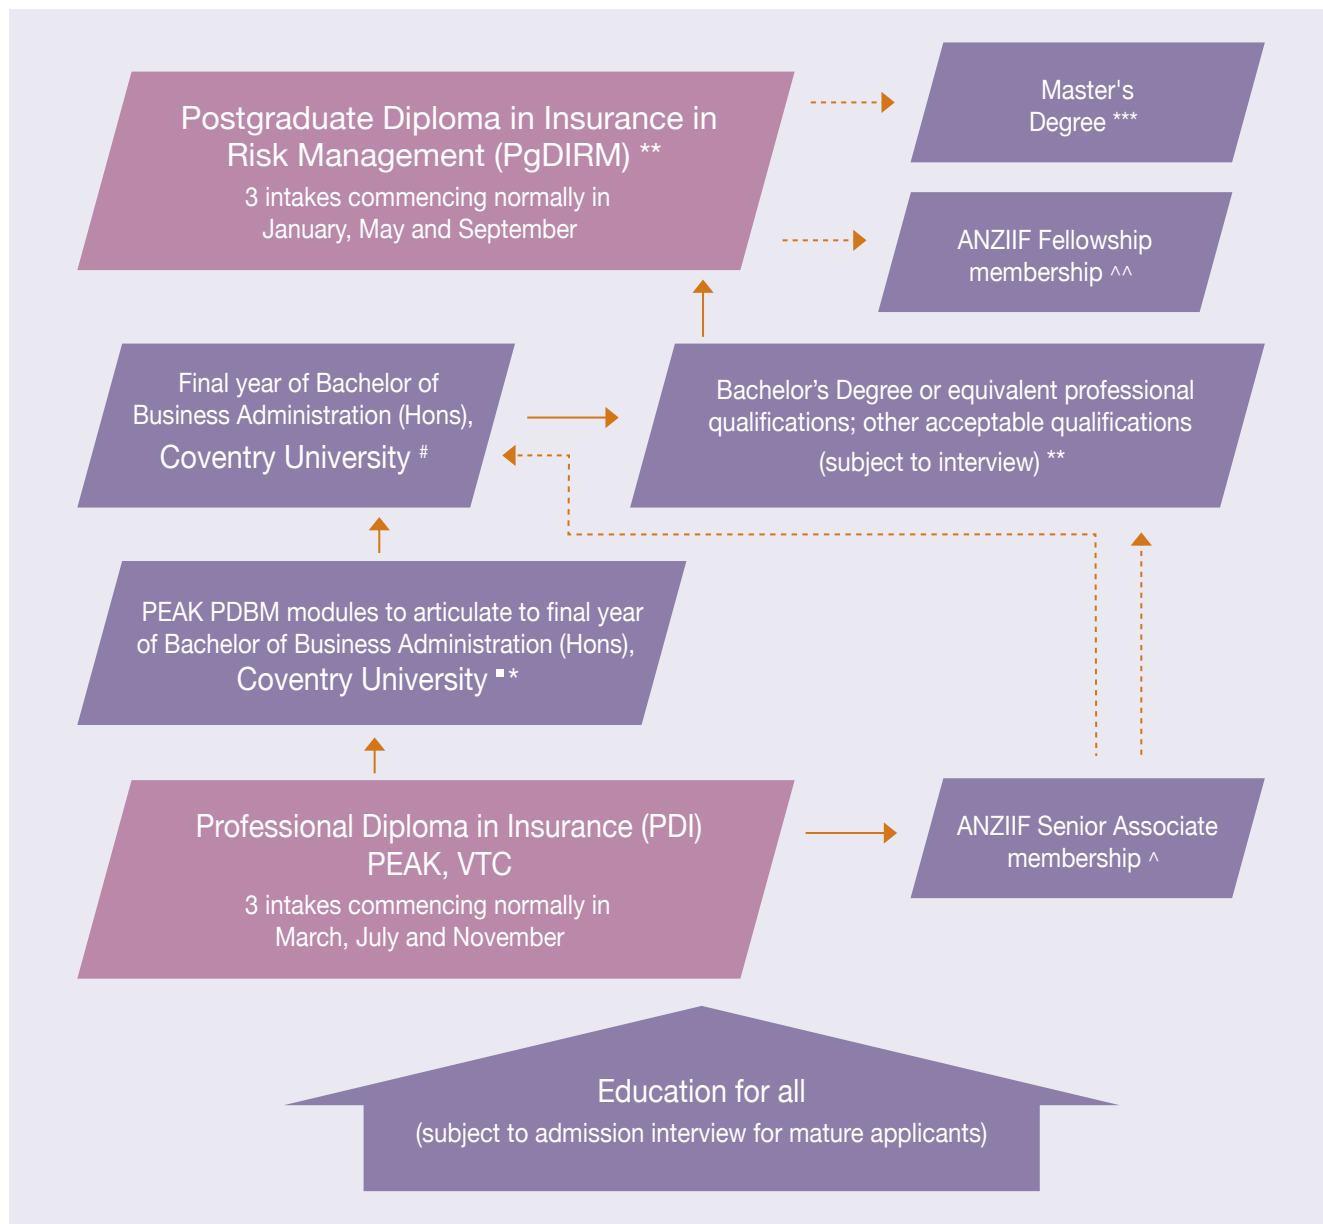 Postgraduate Diploma in Insurance in
Risk Management (PgDIRM) **
3 intakes commencing normally in
January, May and September
Master's
Degree ***
ANZIIF Fellowship
membership ^^
Final year of Bachelor of
Business Administration (Hons),
Coventry University #
Bachelor’s Degree or equivalent professional
qualifications; other acceptable qualifications
(subject to interview) **
PEAK PDBM modules to articulate to final year
of Bachelor of Business Administration (Hons),
Coventry University ▪*
Professional Diploma in Insurance (PDI)
PEAK, VTC
3 intakes commencing normally in
March, July and November
ANZIIF Senior Associate
membership ^
Education for all
(subject to admission interview for mature applicants)